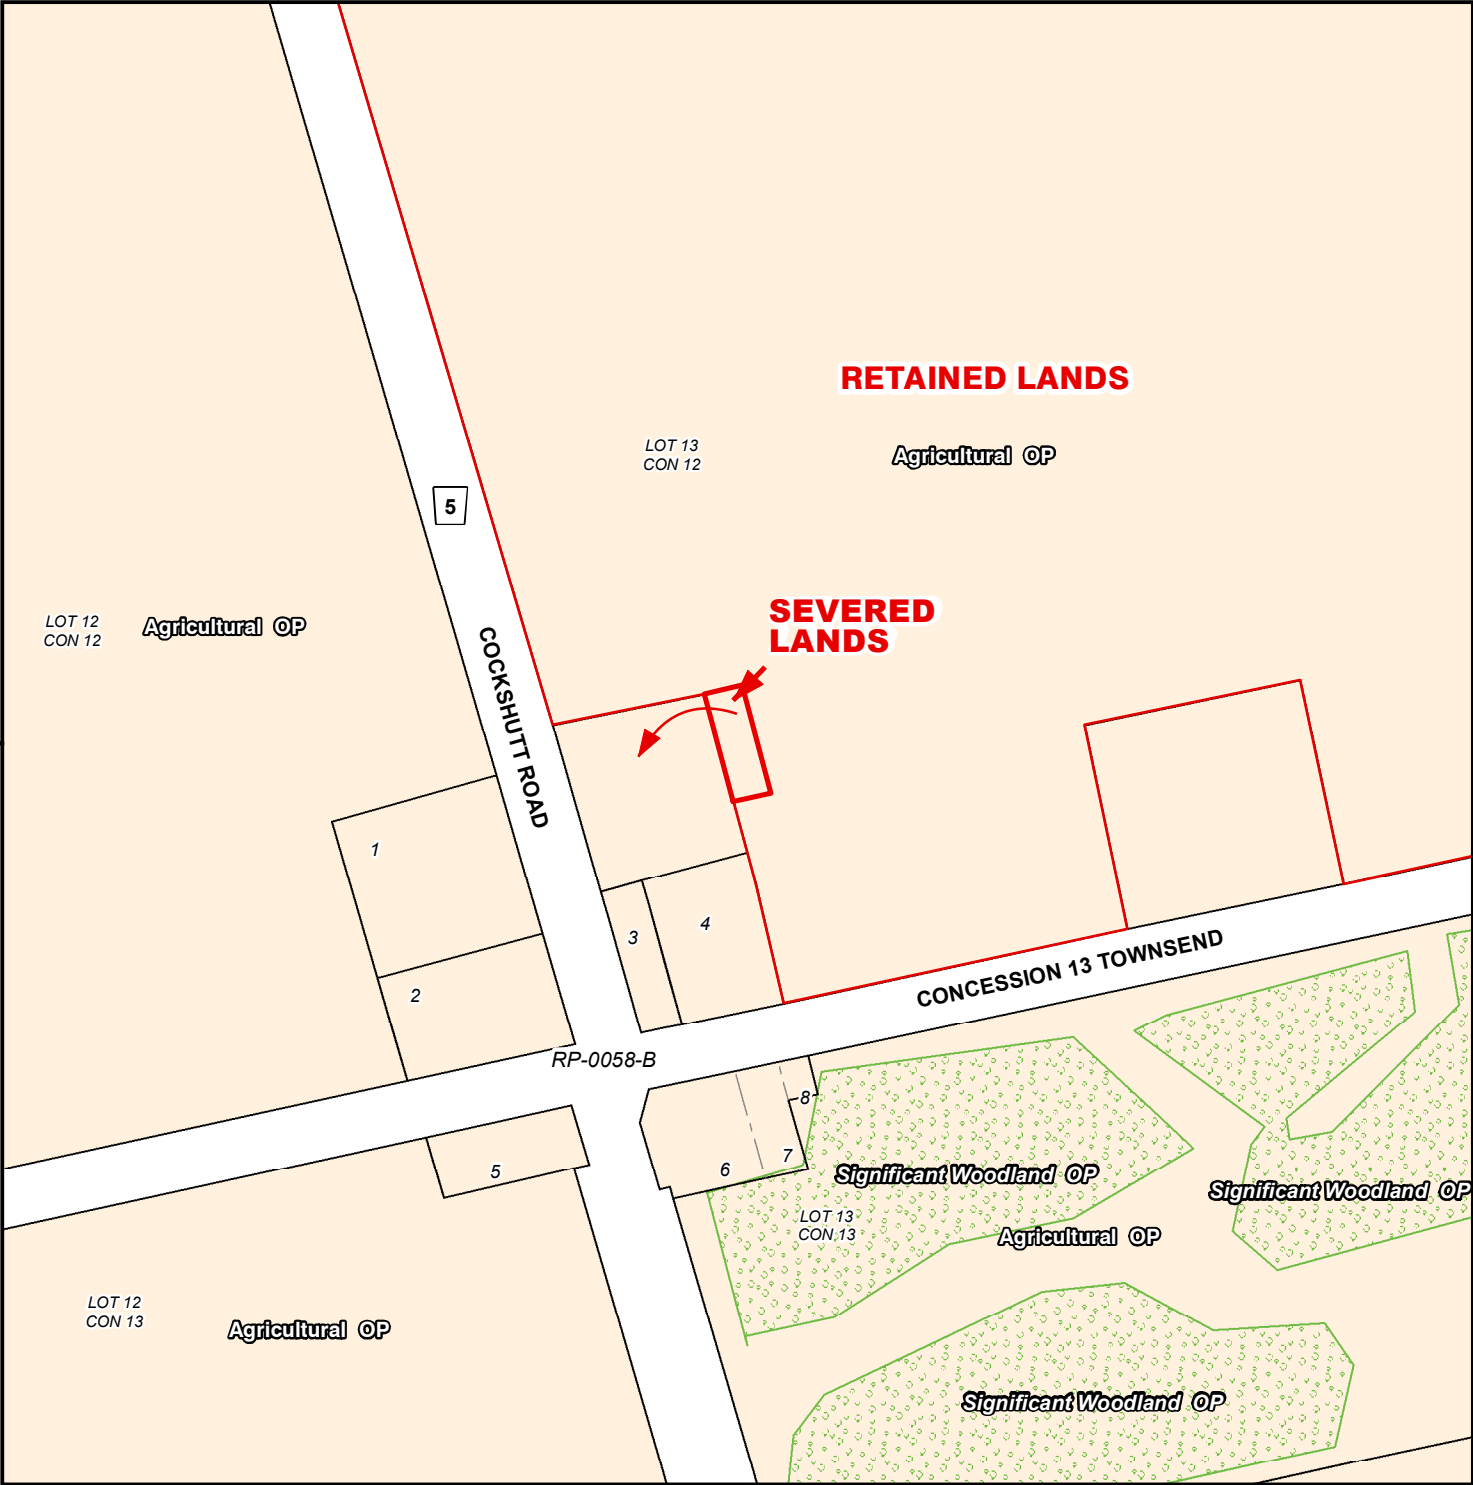 RETAINED LANDS
LOT 13
CON 12
Agricultural OP
5
SEVERED
LANDS
LOT 12
CON 12
Agricultural OP
COCKSHUTT ROAD
1
2
3
4
CONCESSION 13 TOWNSEND
RP-0058-B
8
7
6
5
Significant Woodland OP
Significant Woodland OP
LOT 13
CON 13
Agricultural OP
LOT 12
CON 13
Agricultural OP
Significant Woodland OP